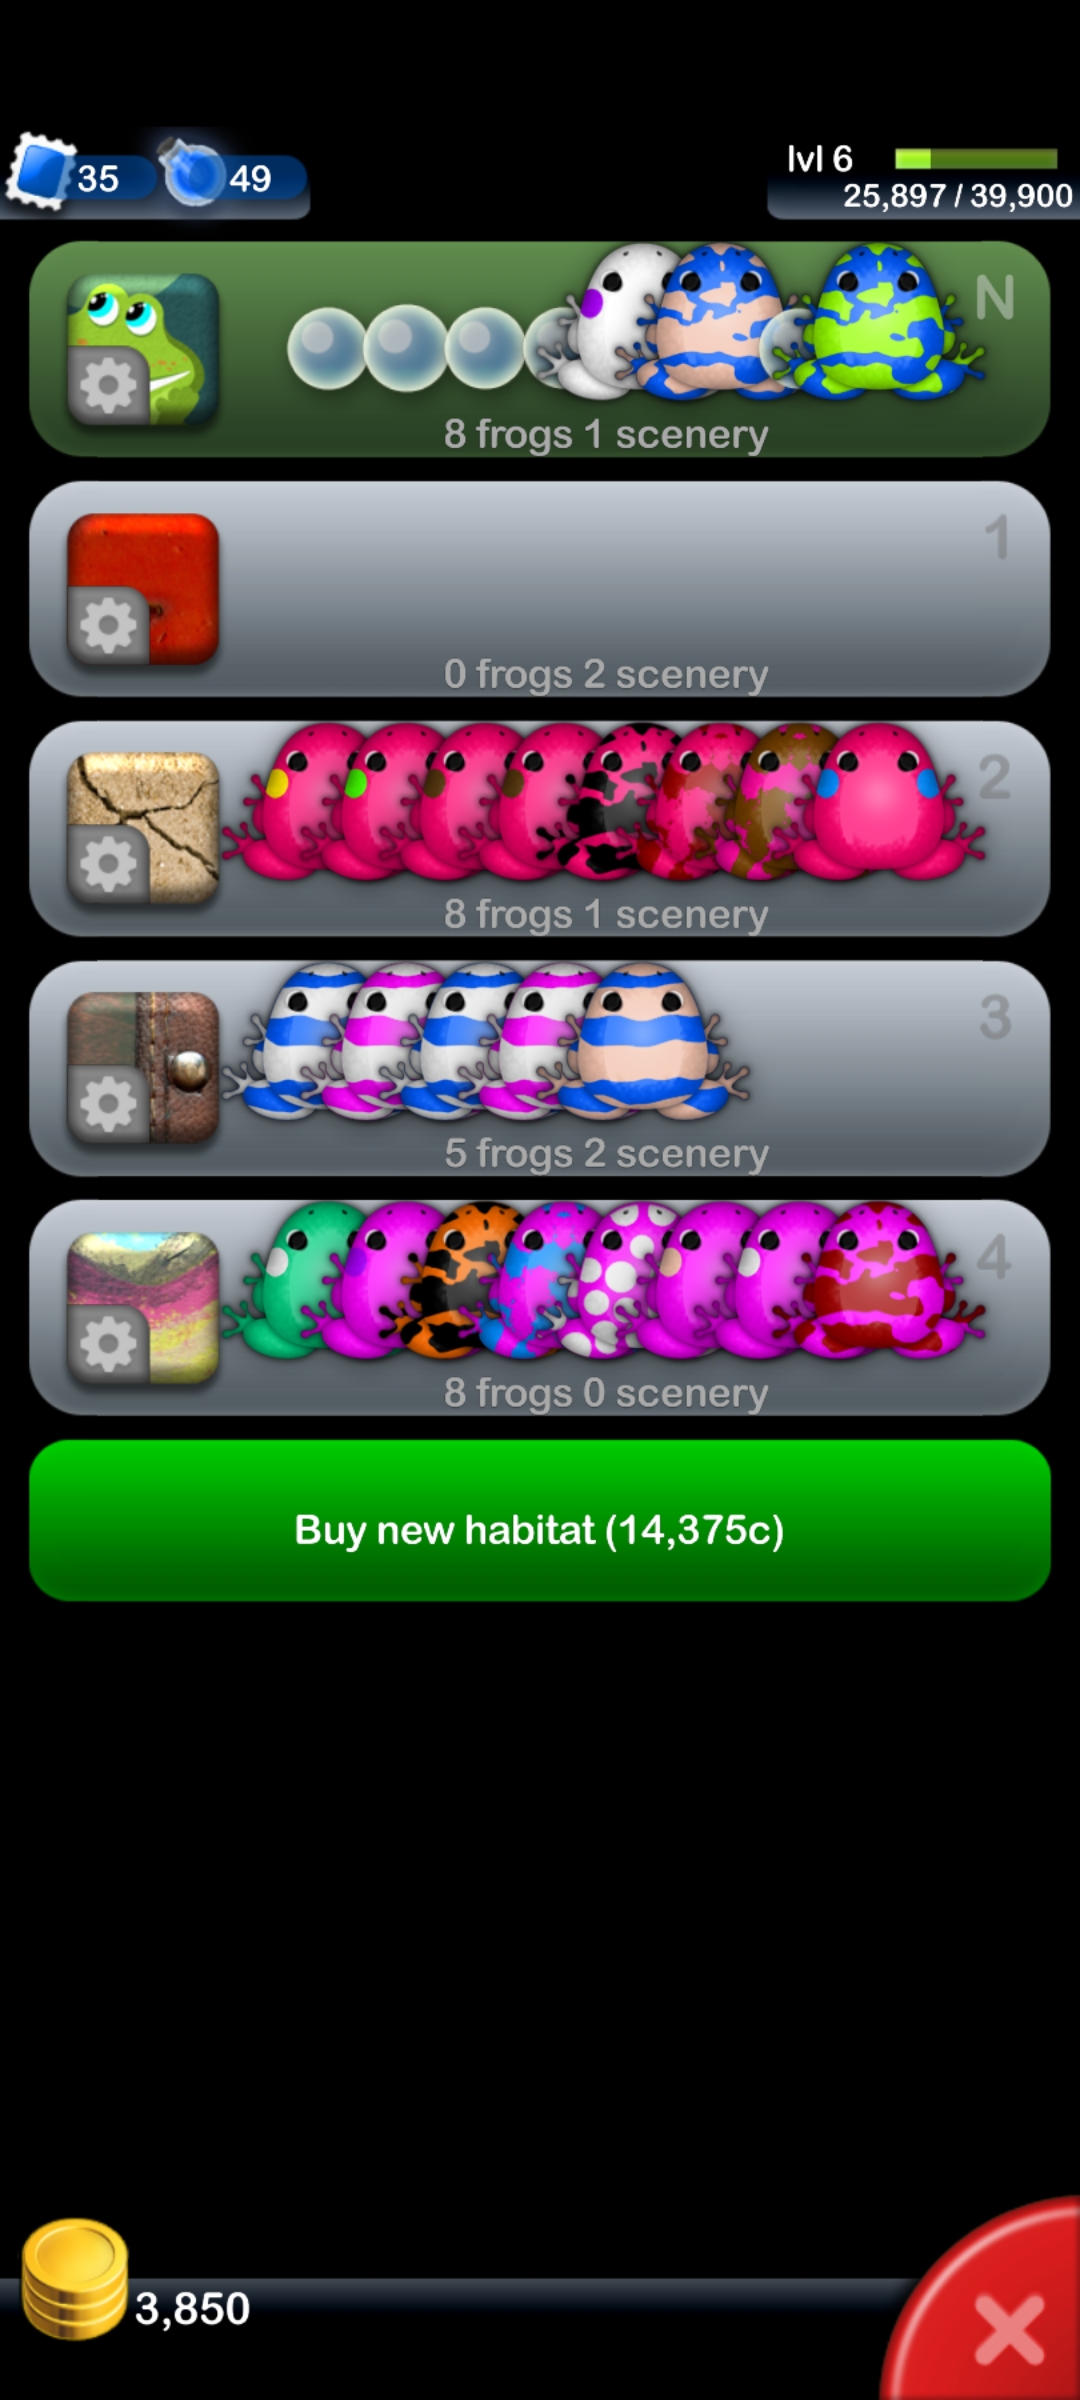 35
49
lvl 6
25,897 / 39,900
N
8 frogs 1 scenery
1
0 frogs 2 scenery
2
8 frogs 1 scenery
3
5 frogs 2 scenery
4
8 frogs 0 scenery
Buy new habitat (14,375c)
3,850